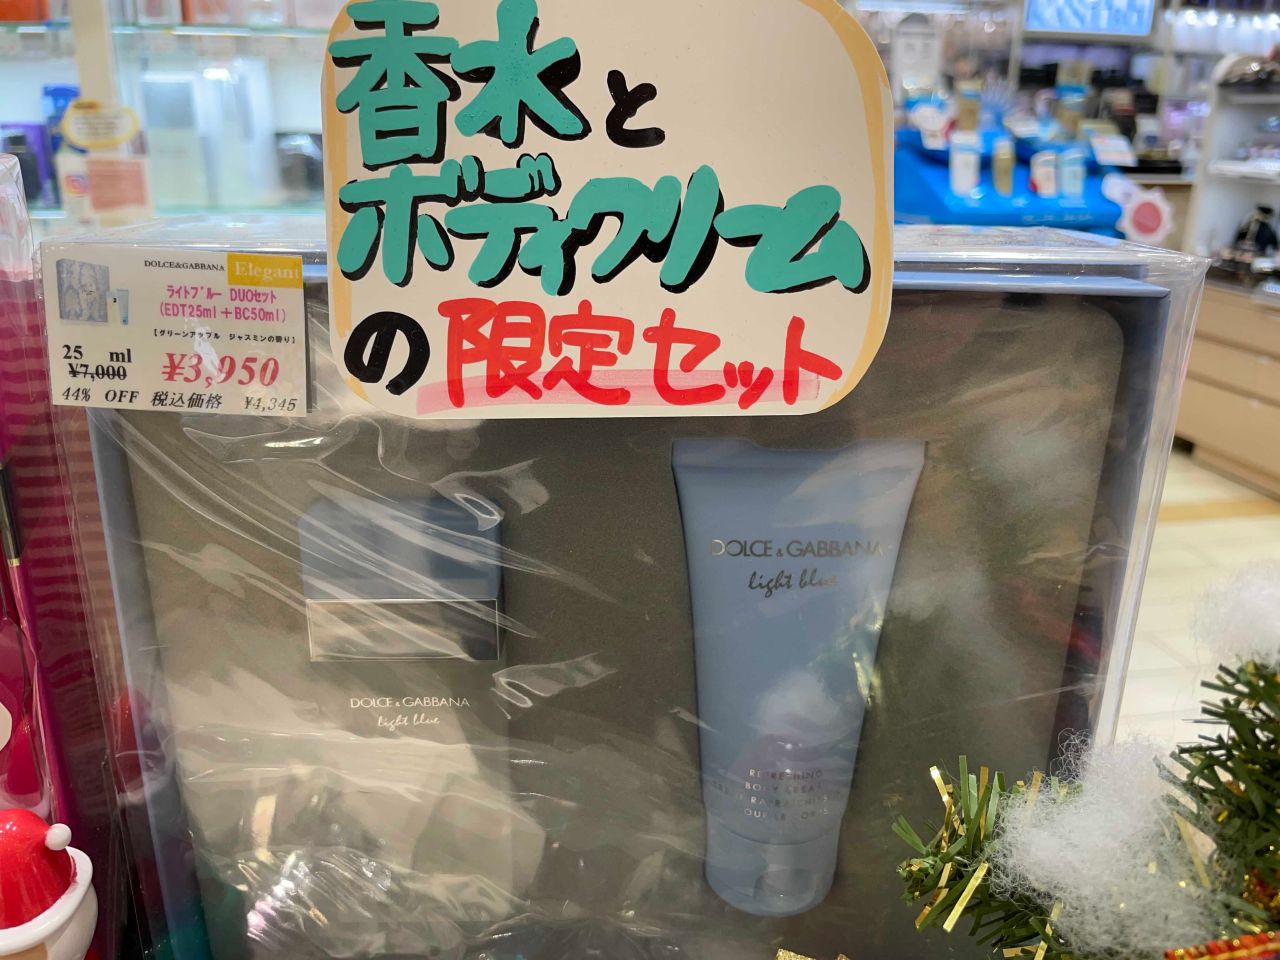 香水と
ボディクリーム
の限定セット
DOLCE&GABBANA
Elegant
ライトブルー DUOセット
(EDT25ml+BC50ml)
【グリーンアップル ジャスミンの香り】
25 ml
¥7,000
¥3,950
44% OFF 税込価格 ¥4,345
DOLCE & GABBANA
light blue
DOLCE & GABBANA
light blue
REFRESHING
BODY CREAM